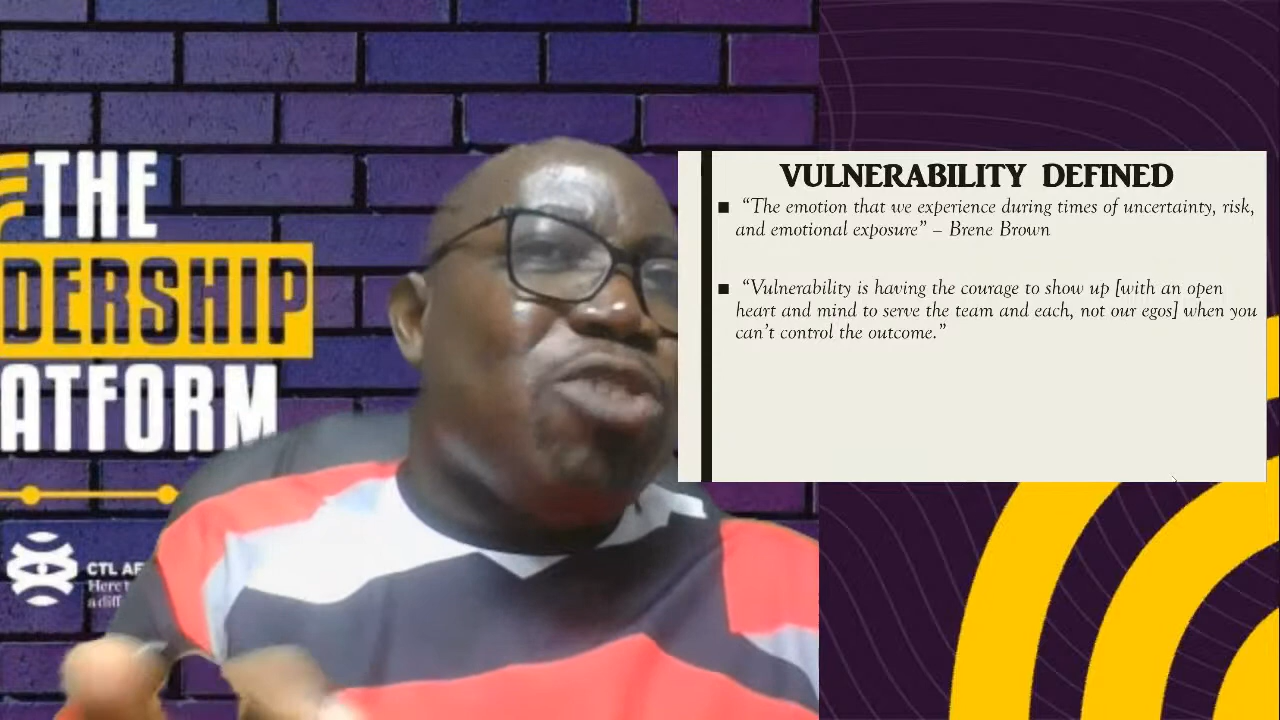 THE
DERSHIP
ATFORM
CTL AF
Here t
a diff
VULNERABILITY DEFINED
■ “The emotion that we experience during times of uncertainty, risk,
and emotional exposure” – Brene Brown
■ “Vulnerability is having the courage to show up [with an open
heart and mind to serve the team and each, not our egos] when you
can’t control the outcome.”